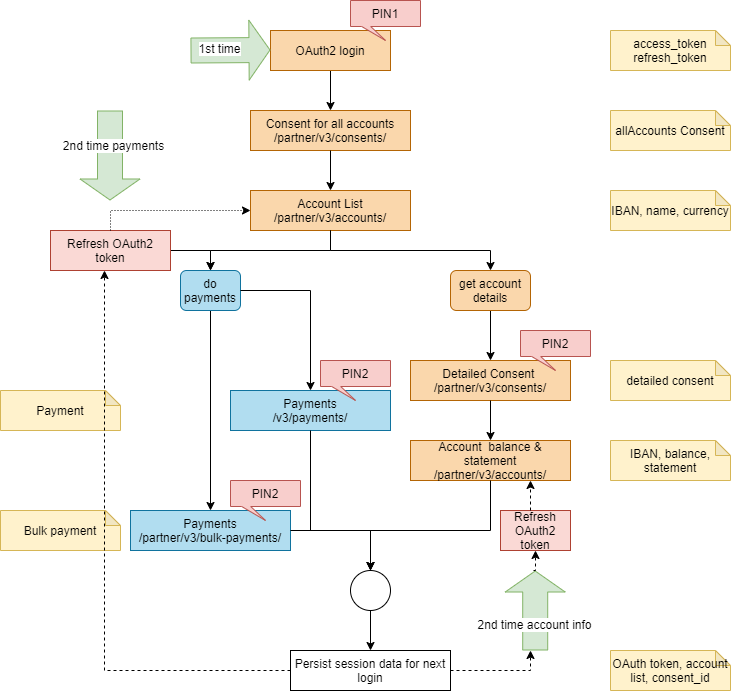 PIN1
1st time
OAuth2 login
access_token
refresh_token
Consent for all accounts
/partner/v3/consents/
allAccounts Consent
2nd time payments
Account List
/partner/v3/accounts/
IBAN, name, currency
Refresh OAuth2
token
do
payments
get account
details
PIN2
PIN2
Detailed Consent
/partner/v3/consents/
detailed consent
Payment
Payments
/v3/payments/
Account  balance &
statement
/partner/v3/accounts/
IBAN, balance,
statement
PIN2
Bulk payment
Payments
/partner/v3/bulk-payments/
Refresh
OAuth2
token
2nd time account info
Persist session data for next
login
OAuth token, account
list, consent_id